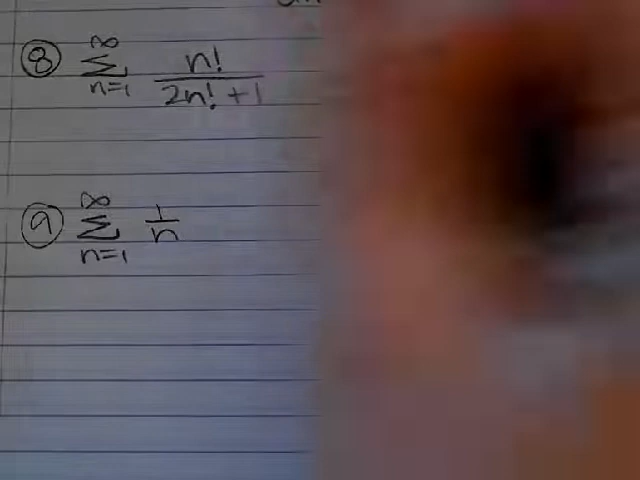 ⑧ ∞∑n=1 n!/(2n!+1)
⑨ ∞∑n=1 1/n